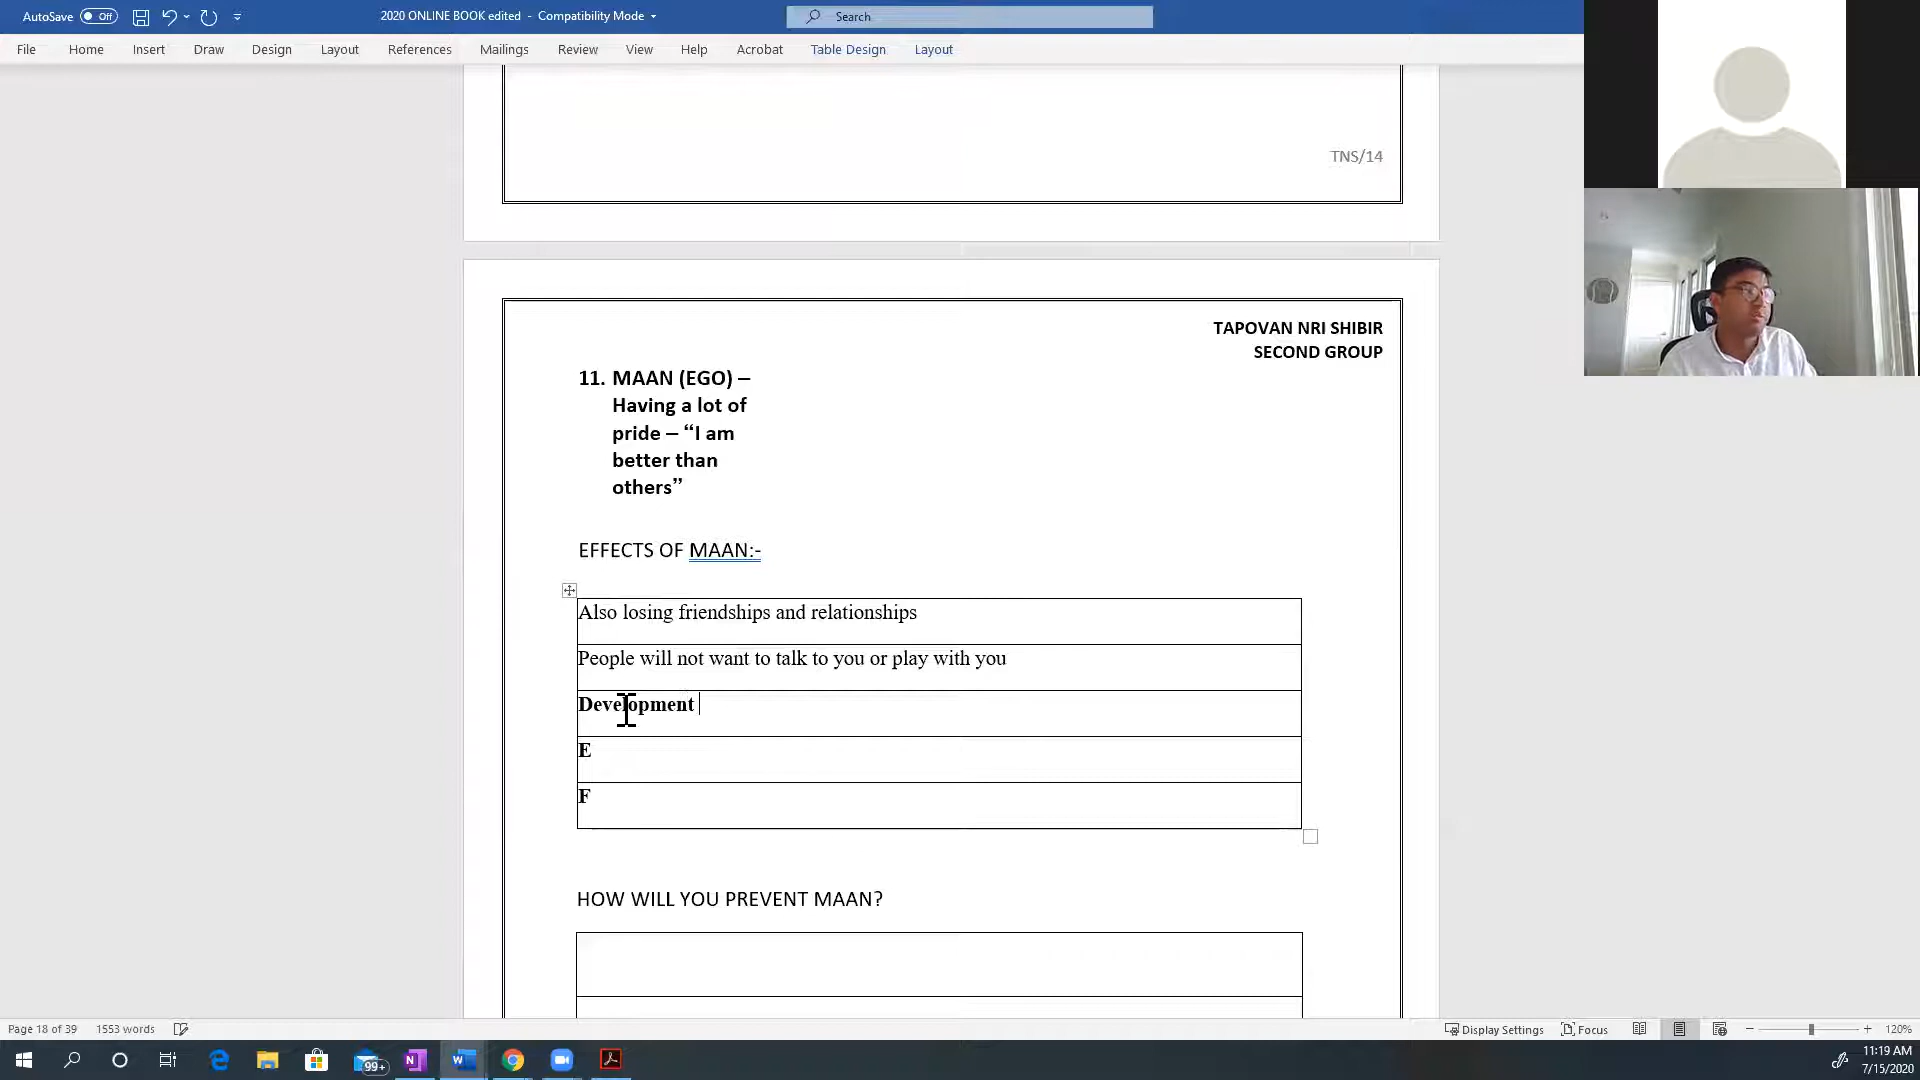 AutoSave Off 2020 ONLINE BOOK edited - Compatibility Mode Search
File Home Insert Draw Design Layout References Mailings Review View Help Acrobat Table Design Layout
TNS/14
TAPOVAN NRI SHIBIR
SECOND GROUP
11. MAAN (EGO) –
Having a lot of
pride – “I am
better than
others”
EFFECTS OF MAAN:-
Also losing friendships and relationships
People will not want to talk to you or play with you
Development
E
F
HOW WILL YOU PREVENT MAAN?
Page 18 of 39 1553 words Display Settings Focus 120%
99+ 11:19 AM
7/15/2020